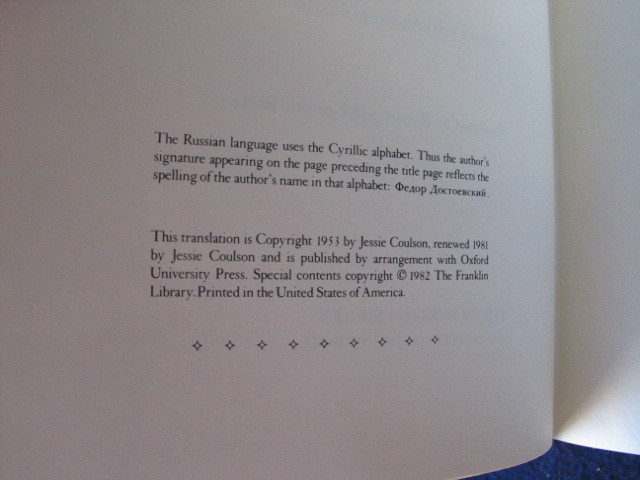 The Russian language uses the Cyrillic alphabet. Thus the author's
signature appearing on the page preceding the title page reflects the
spelling of the author's name in that alphabet: Федор Достоевский.
This translation is Copyright 1953 by Jessie Coulson, renewed 1981
by Jessie Coulson and is published by arrangement with Oxford
University Press. Special contents copyright © 1982 The Franklin
Library. Printed in the United States of America.